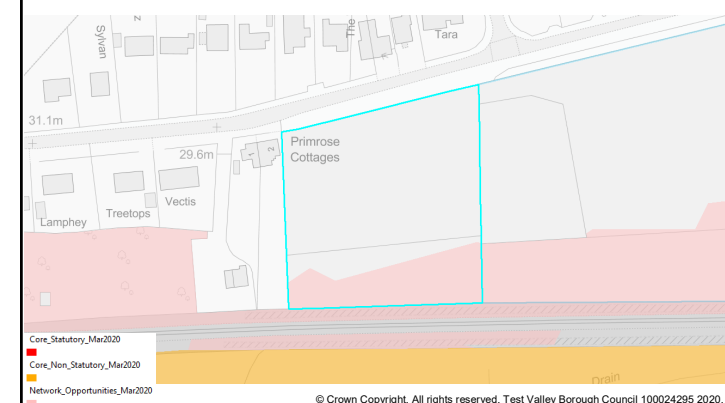 Sylvan
The
Tara
31.1m
29.6m
1
2
Primrose
Cottages
Lamphey
Treetops
Vectis
Core_Statutory_Mar2020
Core_Non_Statutory_Mar2020
Network_Opportunities_Mar2020
Drain
© Crown Copyright. All rights reserved. Test Valley Borough Council 100024295 2020.